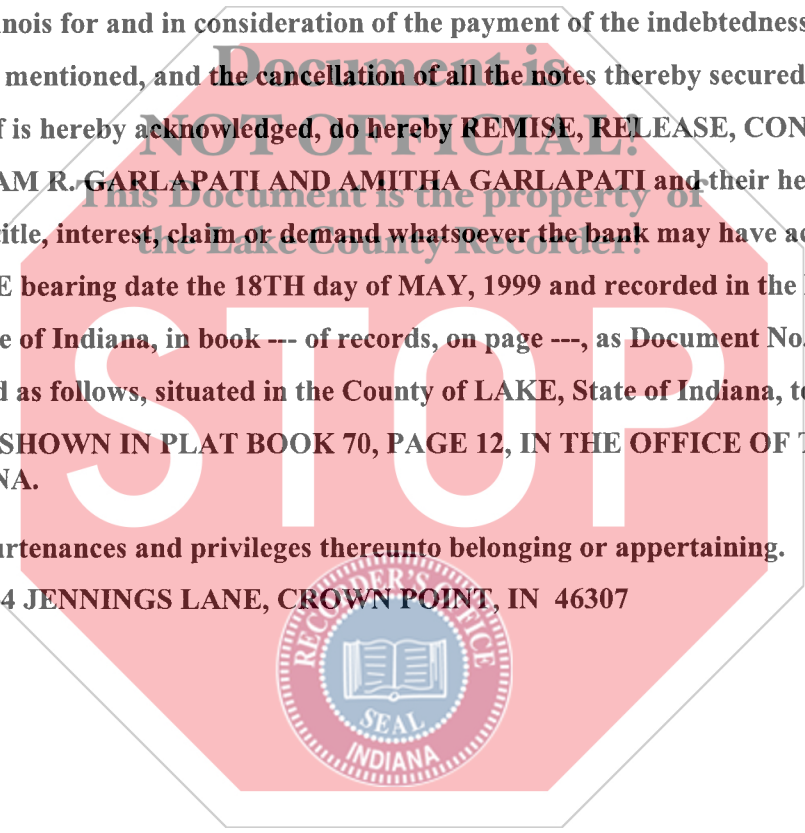 nois for and in consideration of the payment of the indebtedness
Document is
mentioned, and the cancellation of all the notes thereby secured
NOT OFFICIAL!
f is hereby acknowledged, do hereby REMISE, RELEASE, CON
AM R. GARLAPATI AND AMITHA GARLAPATI and their he
This Document is the property of
title, interest, claim or demand whatsoever the bank may have ac
the Lake County Recorder!
E bearing date the 18TH day of MAY, 1999 and recorded in the
e of Indiana, in book --- of records, on page ---, as Document No.
d as follows, situated in the County of LAKE, State of Indiana, to
SHOWN IN PLAT BOOK 70, PAGE 12, IN THE OFFICE OF T
NA.
STOP
urtenances and privileges thereunto belonging or appertaining.
4 JENNINGS LANE, CROWN POINT, IN 46307
RECORDER'S OFFICE
SEAL
INDIANA